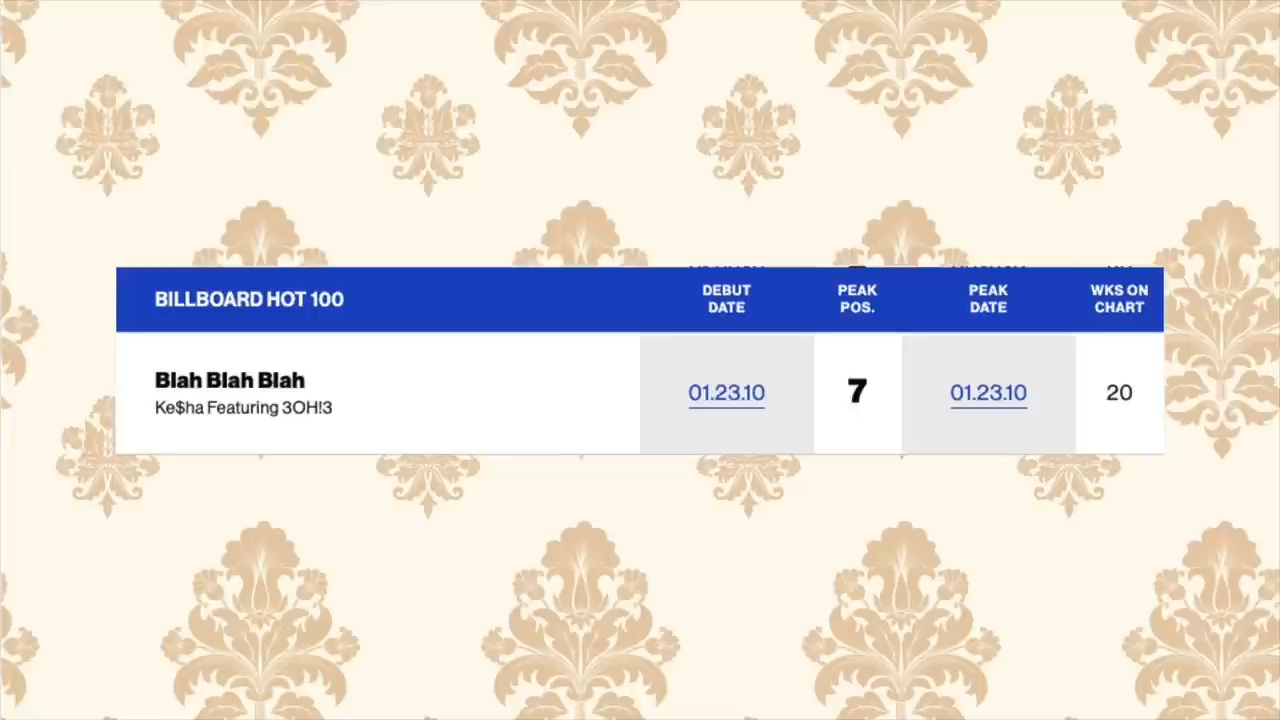 BILLBOARD HOT 100
DEBUT DATE
PEAK POS.
PEAK DATE
WKS ON CHART
Blah Blah Blah
Ke$ha Featuring 3OH!3
01.23.10
7
01.23.10
20